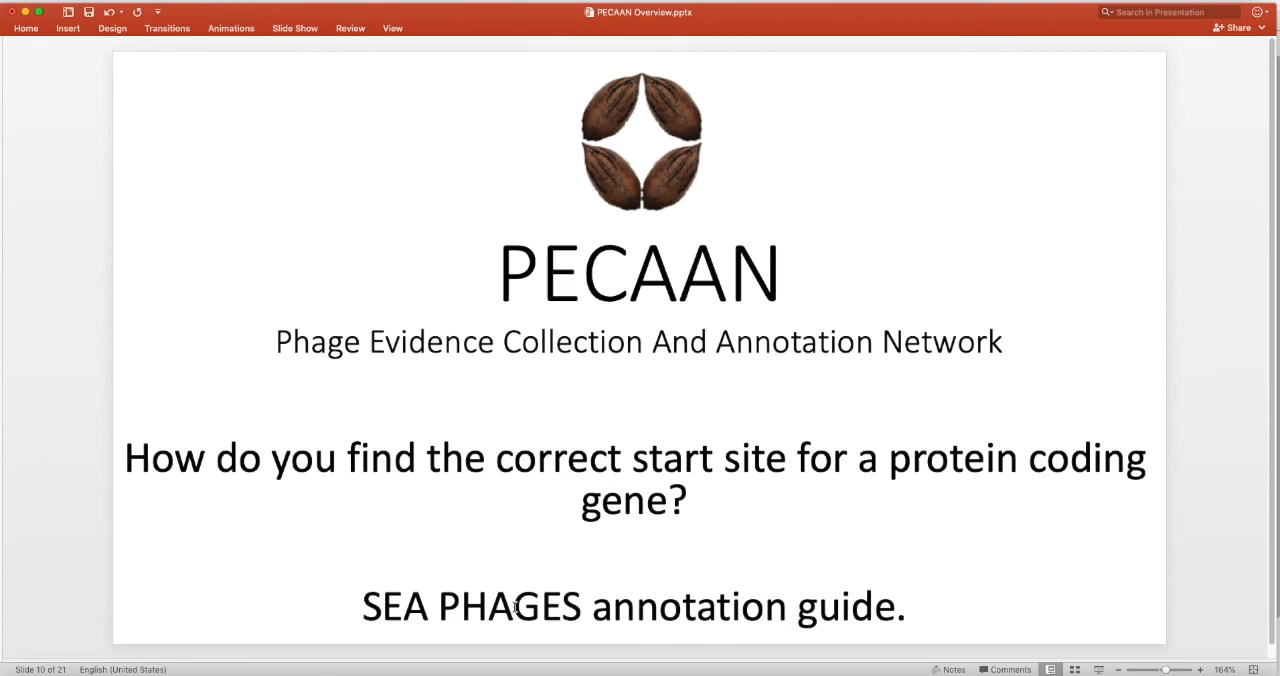 PECAAN Overview.pptx
Search in Presentation
Home Insert Design Transitions Animations Slide Show Review View
Share
PECAAN
Phage Evidence Collection And Annotation Network
How do you find the correct start site for a protein coding
gene?
SEA PHAGES annotation guide.
Slide 10 of 21 English (United States) Notes Comments 164%